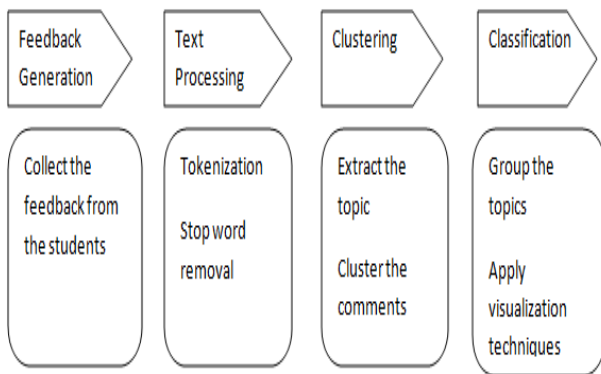 Feedback
Generation
Text
Processing
Clustering
Classification
Collect the
feedback from
the students
Tokenization
Stop word
removal
Extract the
topic
Cluster the
comments
Group the
topics
Apply
visualization
techniques